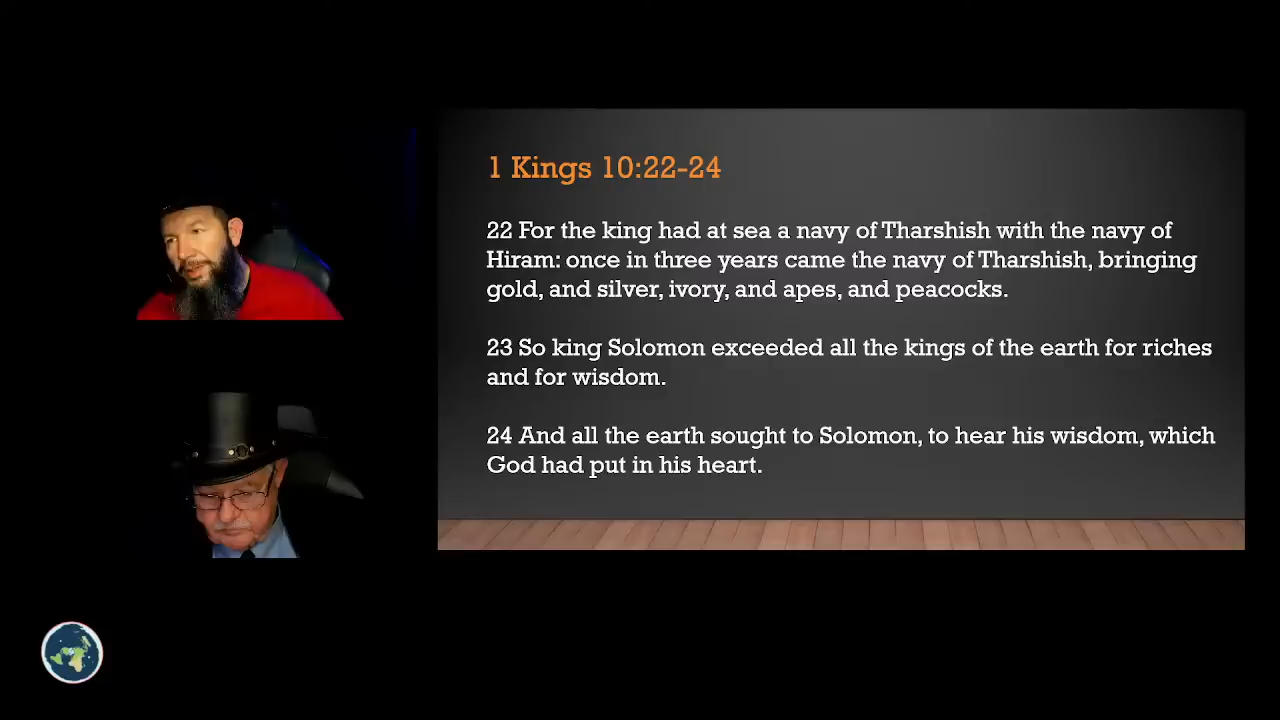 1 Kings 10:22-24
22 For the king had at sea a navy of Tharshish with the navy of
Hiram: once in three years came the navy of Tharshish, bringing
gold, and silver, ivory, and apes, and peacocks.
23 So king Solomon exceeded all the kings of the earth for riches
and for wisdom.
24 And all the earth sought to Solomon, to hear his wisdom, which
God had put in his heart.